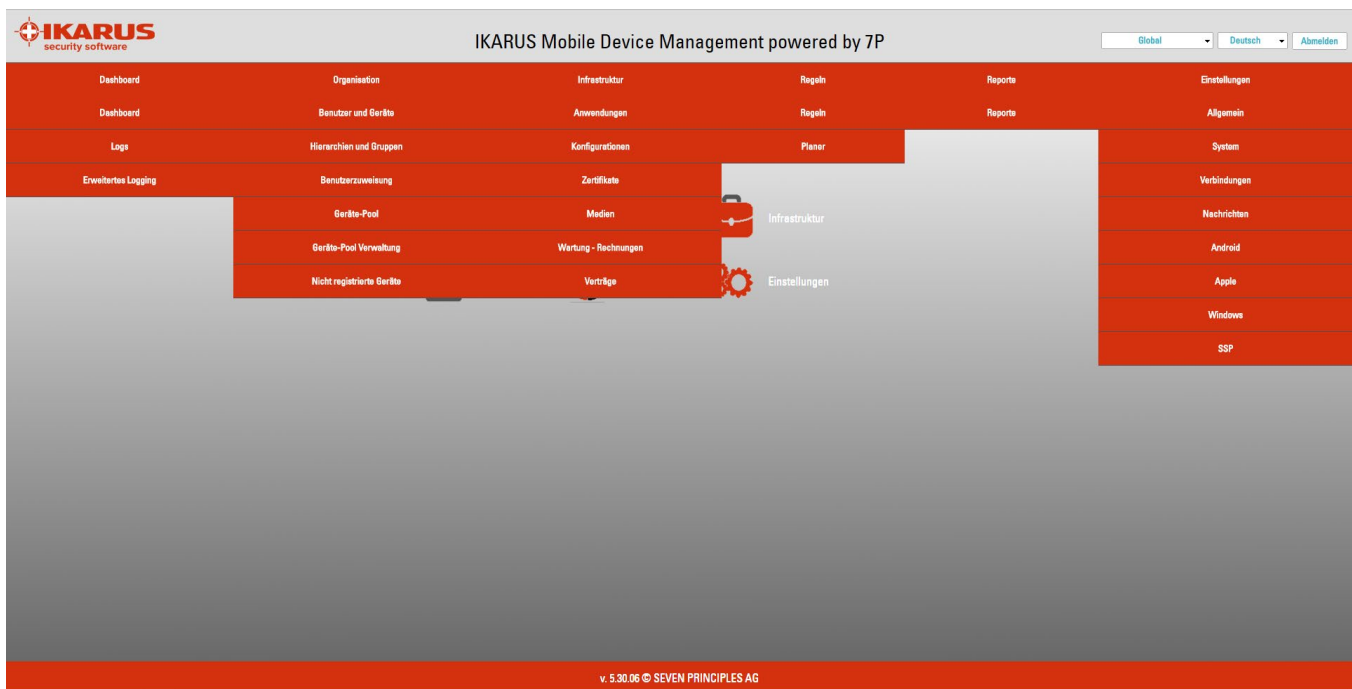 IKARUS
security software
IKARUS Mobile Device Management powered by 7P
Global Deutsch Abmelden
Dashboard Organisation Infrastruktur Regeln Reporte Einstellungen
Dashboard Benutzer und Geräte Anwendungen Regeln Reporte Allgemein
Logs Hierarchien und Gruppen Konfigurationen Planer System
Erweitertes Logging Benutzerzuweisung Zertifikate Verbindungen
Geräte-Pool Medien Infrastruktur Nachrichten
Geräte-Pool Verwaltung Wartung - Rechnungen Android
Nicht registrierte Geräte Verträge Einstellungen Apple
Windows
SSP
v. 5.30.06 © SEVEN PRINCIPLES AG